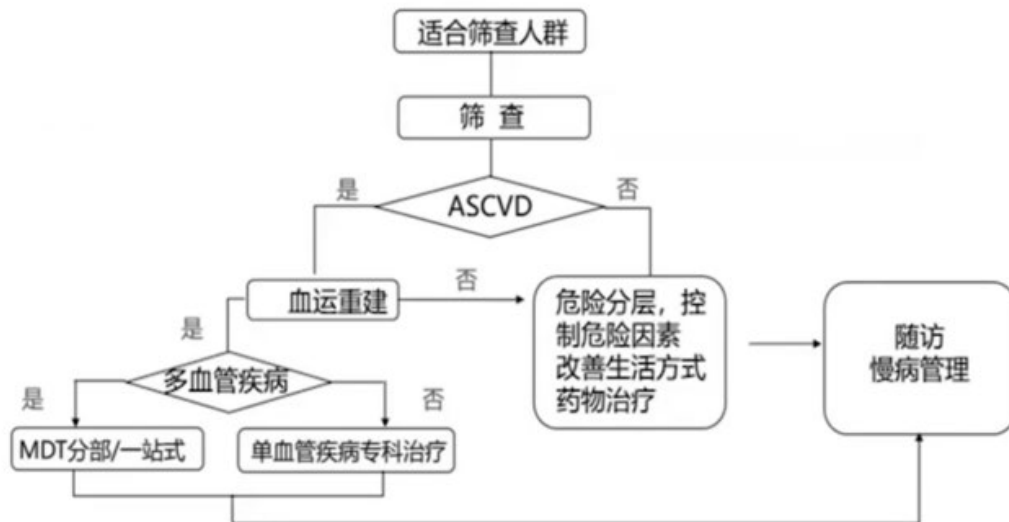 适合筛查人群
筛 查
是
ASCVD
否
血运重建
否
危险分层，控
制危险因素
改善生活方式
药物治疗
随访
慢病管理
是
多血管疾病
是
否
MDT分部/一站式
单血管疾病专科治疗